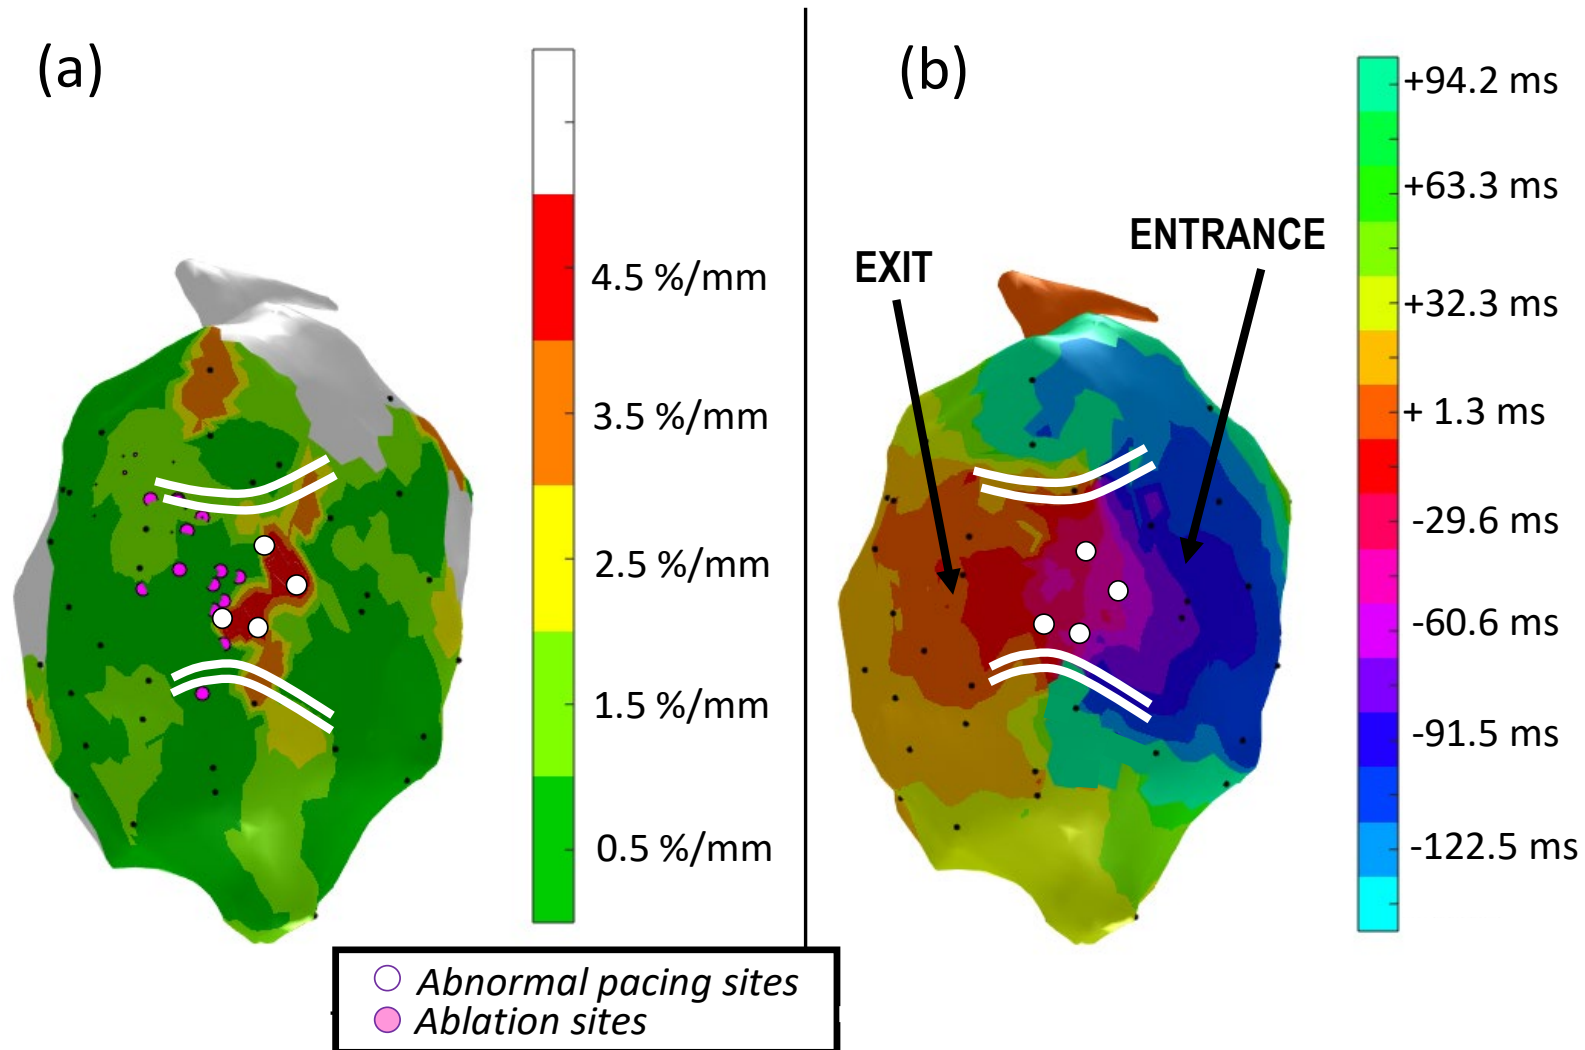 (a)
4.5 %/mm
3.5 %/mm
2.5 %/mm
1.5 %/mm
0.5 %/mm
(b)
EXIT
ENTRANCE
+94.2 ms
+63.3 ms
+32.3 ms
+ 1.3 ms
-29.6 ms
-60.6 ms
-91.5 ms
-122.5 ms
Abnormal pacing sites
Ablation sites